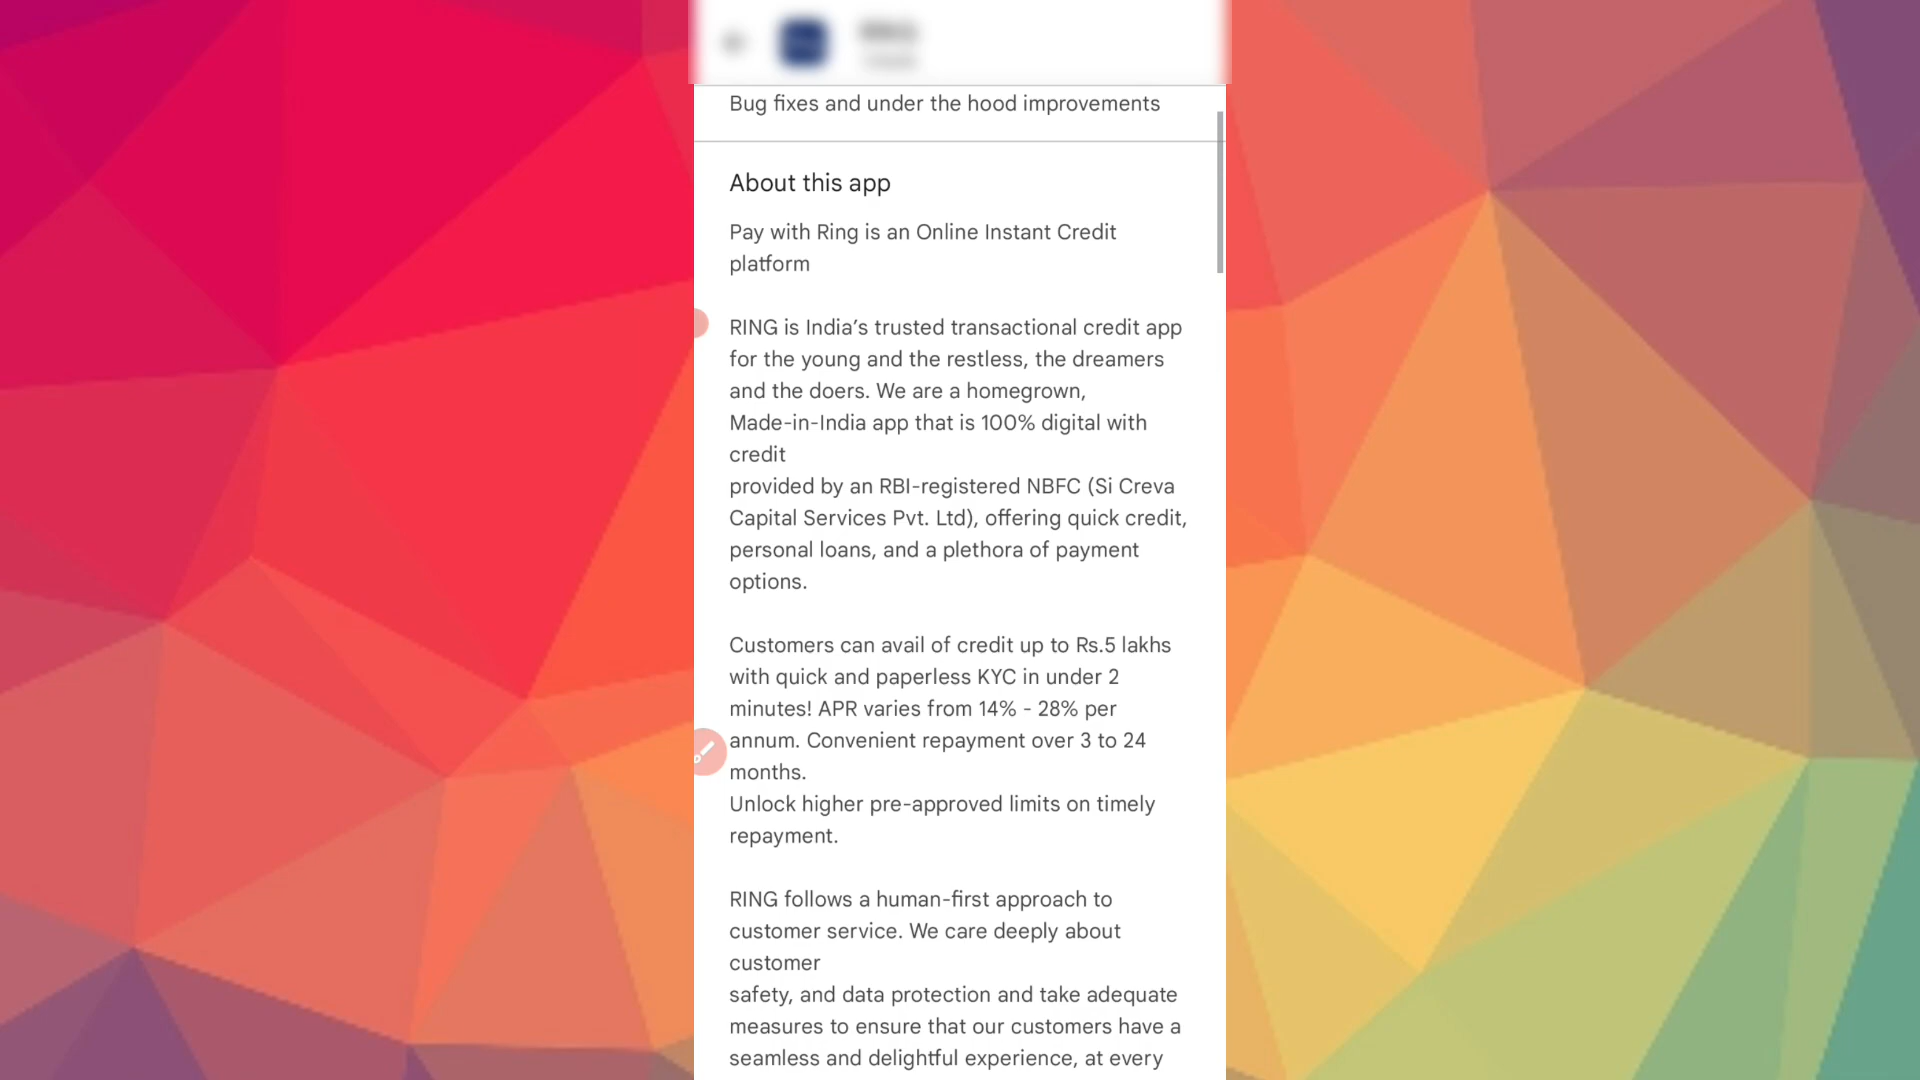 Bug fixes and under the hood improvements
About this app
Pay with Ring is an Online Instant Credit
platform
RING is India’s trusted transactional credit app
for the young and the restless, the dreamers
and the doers. We are a homegrown,
Made-in-India app that is 100% digital with
credit
provided by an RBI-registered NBFC (Si Creva
Capital Services Pvt. Ltd), offering quick credit,
personal loans, and a plethora of payment
options.
Customers can avail of credit up to Rs.5 lakhs
with quick and paperless KYC in under 2
minutes! APR varies from 14% - 28% per
annum. Convenient repayment over 3 to 24
months.
Unlock higher pre-approved limits on timely
repayment.
RING follows a human-first approach to
customer service. We care deeply about
customer
safety, and data protection and take adequate
measures to ensure that our customers have a
seamless and delightful experience, at every